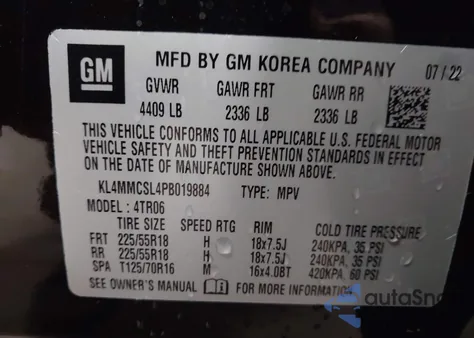 GM
MFD BY GM KOREA COMPANY 07/22
GVWR GAWR FRT GAWR RR
4409 LB 2336 LB 2336 LB
THIS VEHICLE CONFORMS TO ALL APPLICABLE U.S. FEDERAL MOTOR
VEHICLE SAFETY AND THEFT PREVENTION STANDARDS IN EFFECT
ON THE DATE OF MANUFACTURE SHOWN ABOVE.
KL4MMCSL4PB019884 TYPE: MPV
MODEL: 4TR06
TIRE SIZE SPEED RTG RIM COLD TIRE PRESSURE
FRT 225/55R18 H 18x7.5J 240KPA, 35 PSI
RR 225/55R18 H 18x7.5J 240KPA, 35 PSI
SPA T125/70R16 M 16x4.0BT 420KPA, 60 PSI
SEE OWNER'S MANUAL FOR MORE INFORMATION